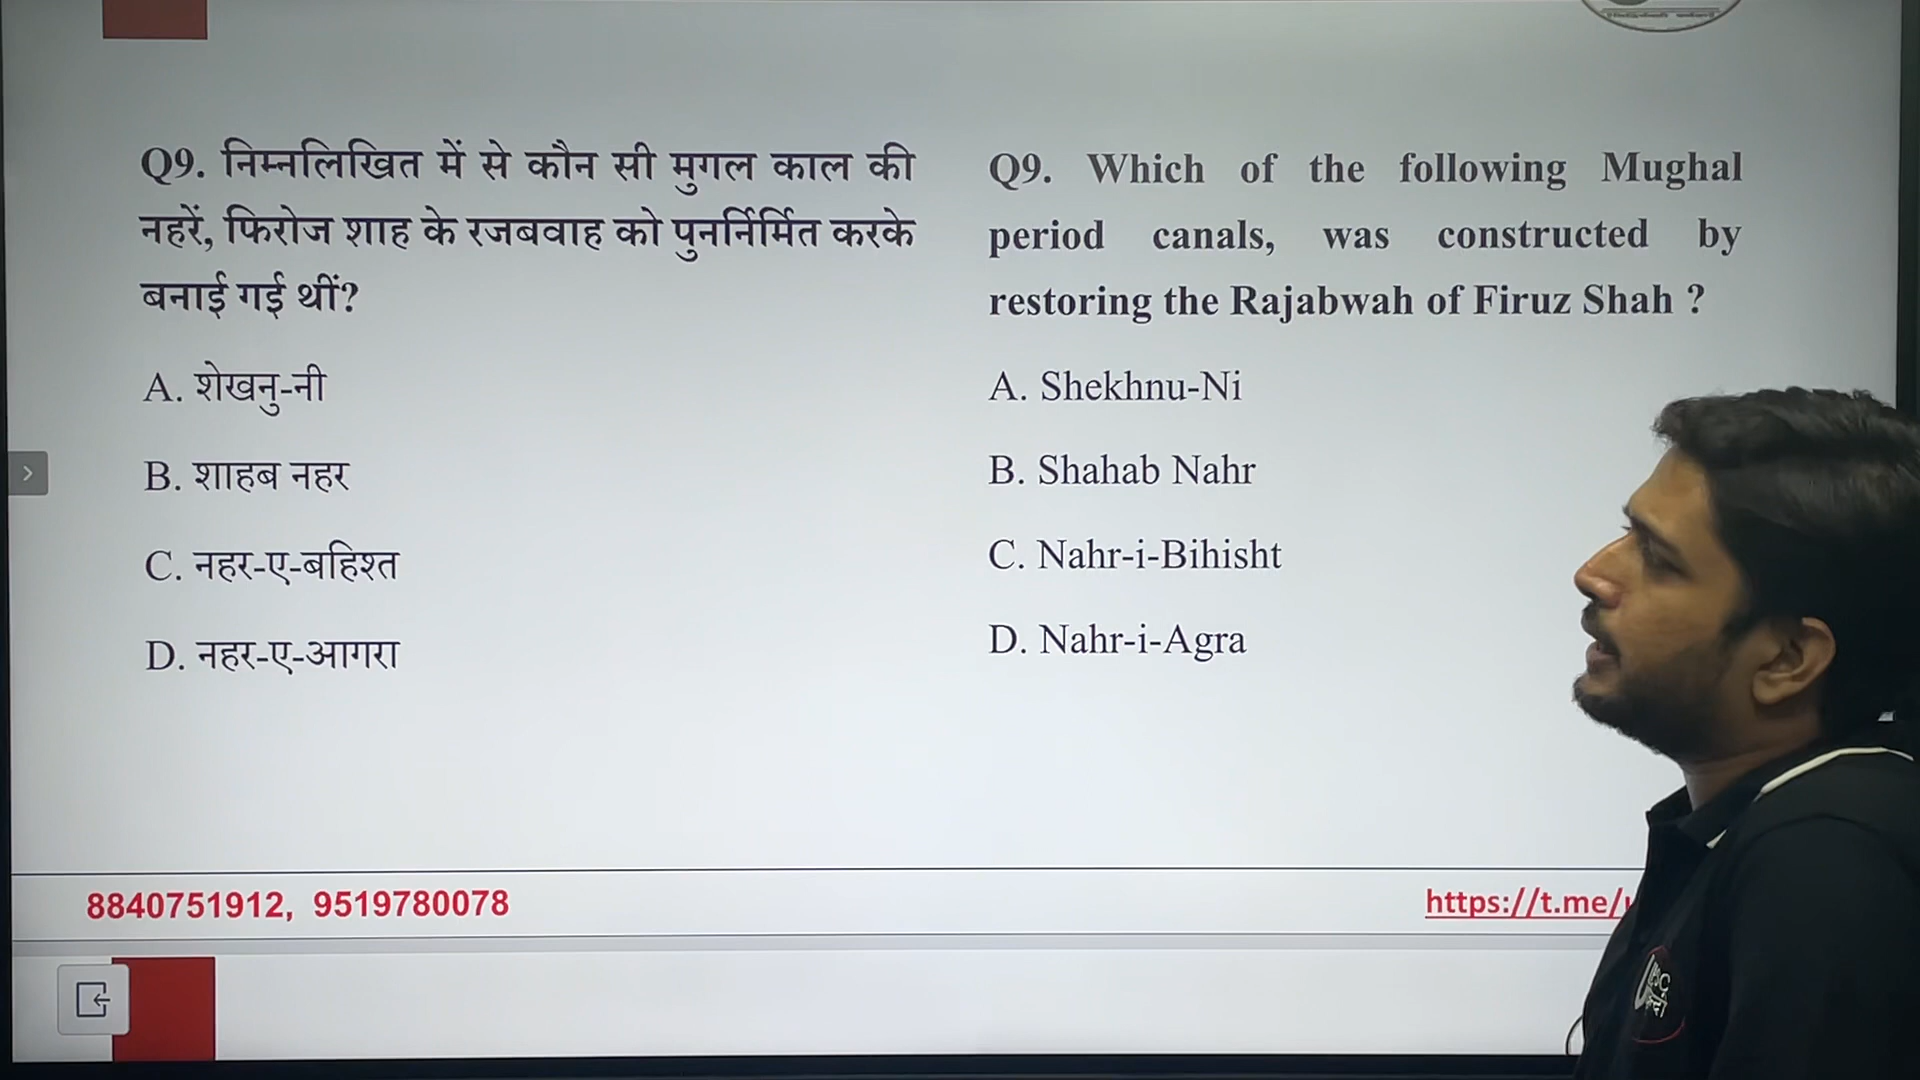 Q9. निम्नलिखित में से कौन सी मुगल काल की
नहरें, फिरोज शाह के रजबवाह को पुनर्निर्मित करके
बनाई गई थीं?
A. शेखनु-नी
B. शाहब नहर
C. नहर-ए-बहिश्त
D. नहर-ए-आगरा
Q9. Which of the following Mughal
period canals, was constructed by
restoring the Rajabwah of Firuz Shah ?
A. Shekhnu-Ni
B. Shahab Nahr
C. Nahr-i-Bihisht
D. Nahr-i-Agra
8840751912, 9519780078
https://t.me/